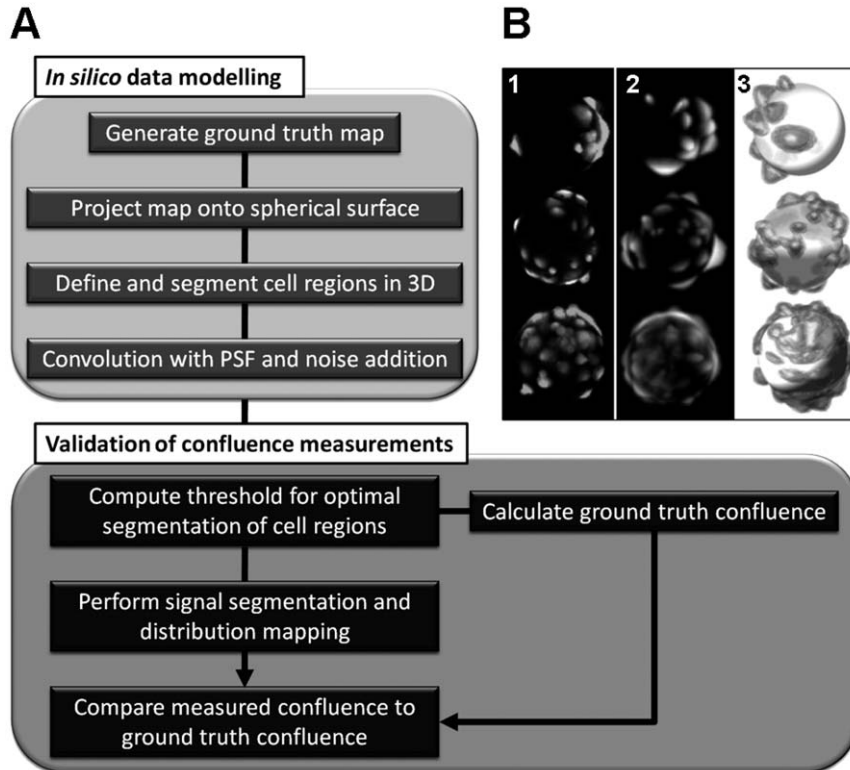 A
In silico data modelling
Generate ground truth map
Project map onto spherical surface
Define and segment cell regions in 3D
Convolution with PSF and noise addition
Validation of confluence measurements
Compute threshold for optimal
segmentation of cell regions
Calculate ground truth confluence
Perform signal segmentation and
distribution mapping
Compare measured confluence to
ground truth confluence
B
1
2
3